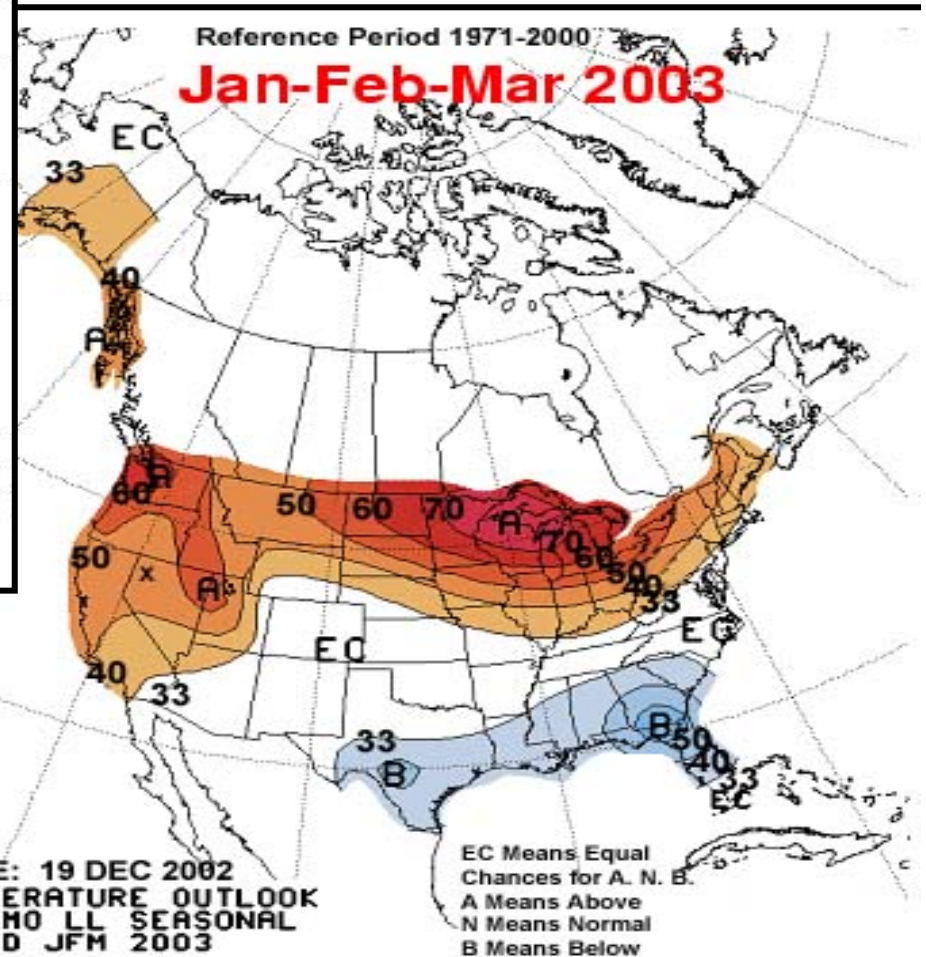 Reference Period 1971-2000
Jan-Feb-Mar 2003
EC
33
40
A
A
60
50 60 70 A
70
60
50
50
40
33
x
A
EC
EC
40
33
33
B
B
50
40
33
EC
E: 19 DEC 2002
ERATURE OUTLOOK
MO LL SEASONAL
D JFM 2003
EC Means Equal
Chances for A. N. B.
A Means Above
N Means Normal
B Means Below